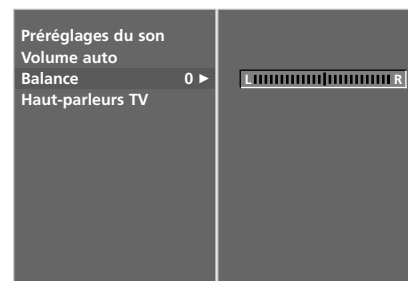 Préréglages du son
Volume auto
Balance 0 ►
L R
Haut-parleurs TV